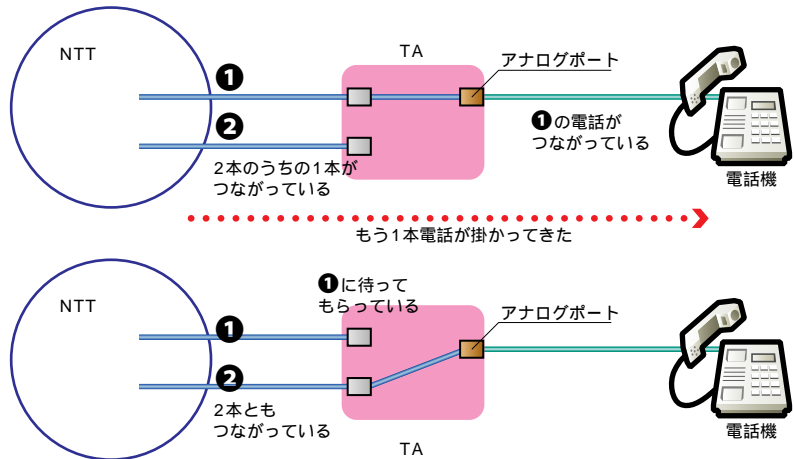 NTT
TA
アナログポート
❶
❷
2本のうちの1本が
つながっている
❶の電話が
つながっている
電話機
もう1本電話が掛かってきた
❶に待って
もらっている
NTT
アナログポート
❶
❷
2本とも
つながっている
TA
電話機